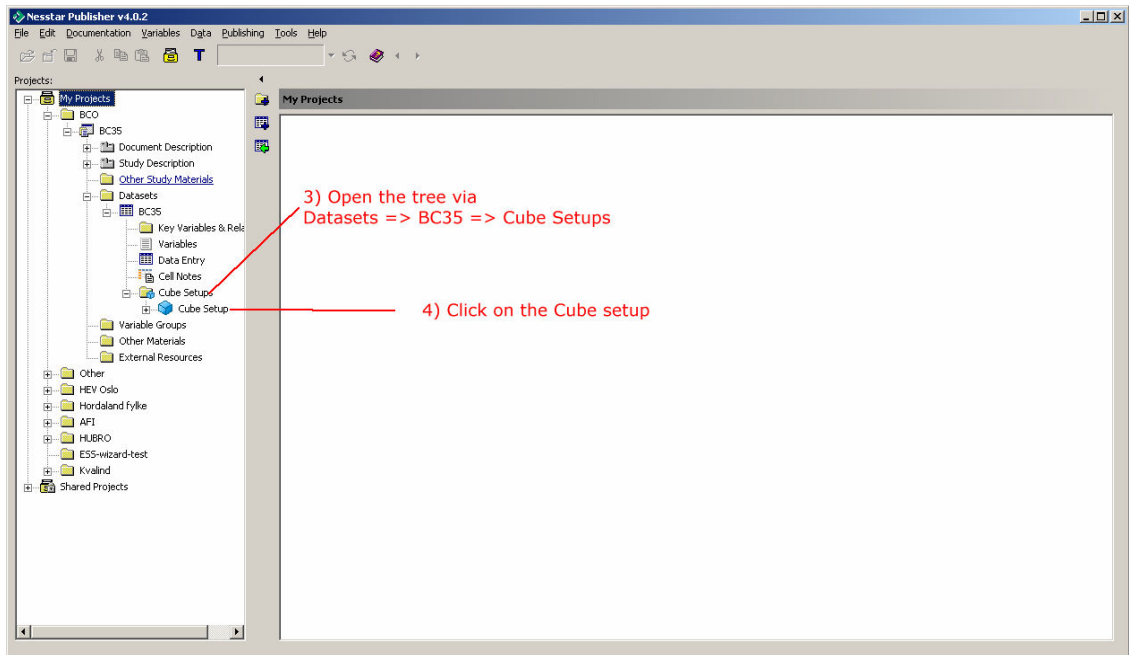 Nesstar Publisher v4.0.2
File Edit Documentation Variables Data Publishing Tools Help
T
Projects:
My Projects
My Projects
BCO
BC35
Document Description
Study Description
Other Study Materials
Datasets
BC35
Key Variables & Rela
Variables
Data Entry
Cell Notes
Cube Setups
Cube Setup
Variable Groups
Other Materials
External Resources
Other
HEV Oslo
Hordaland fylke
AFI
HUBRO
ESS-wizard-test
Kvalind
Shared Projects
3) Open the tree via
Datasets => BC35 => Cube Setups
4) Click on the Cube setup